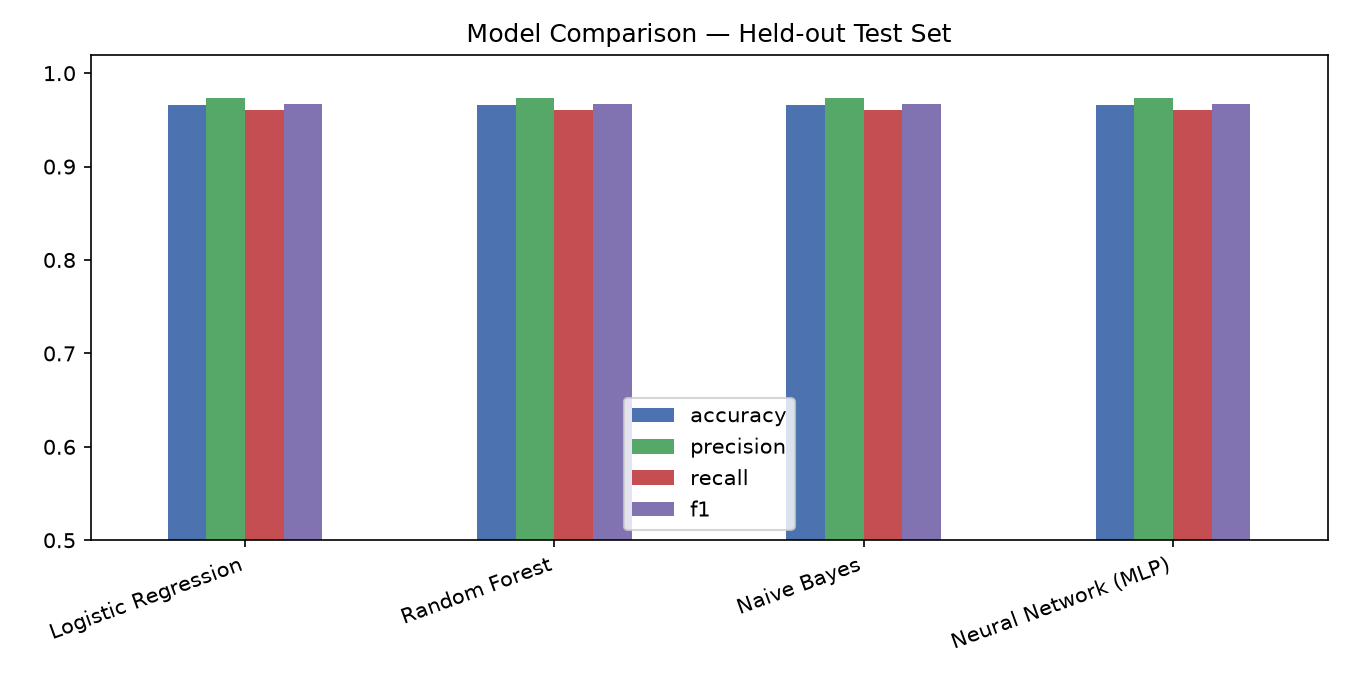 Model Comparison — Held-out Test Set
1.0
0.9
0.8
0.7
0.6
0.5
accuracy
precision
recall
f1
Logistic Regression
Random Forest
Naive Bayes
Neural Network (MLP)